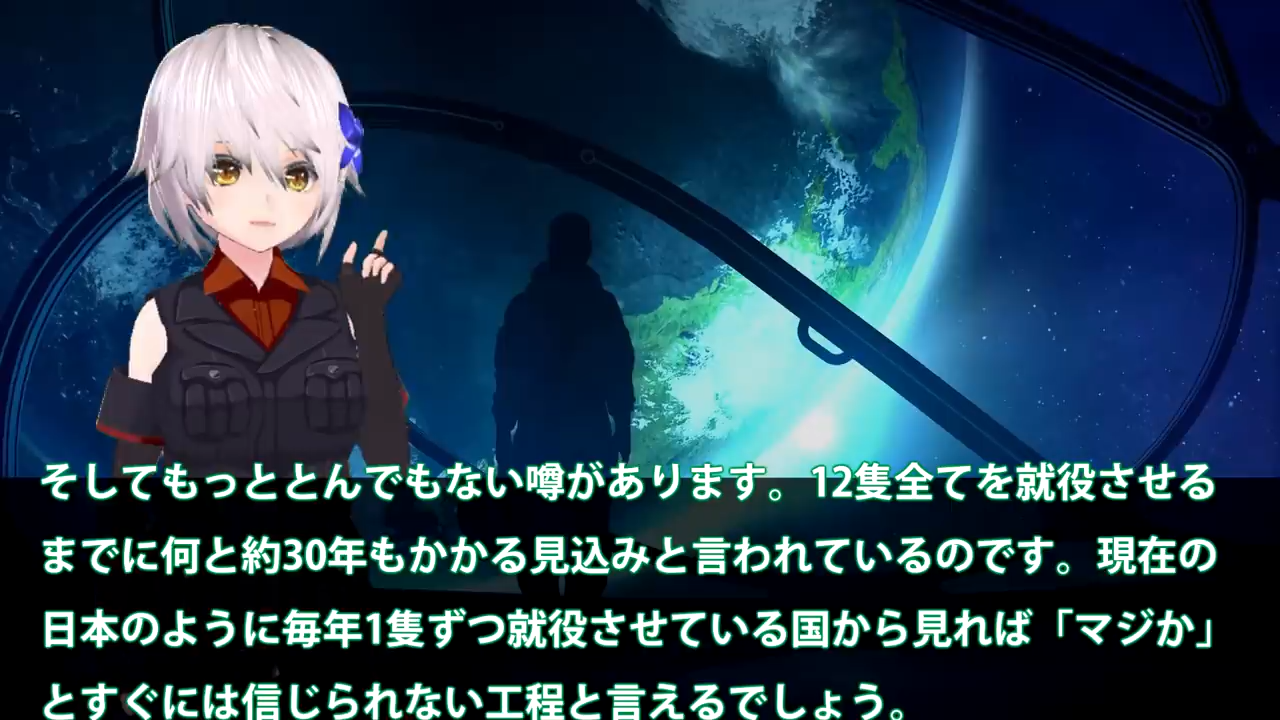 そしてもっととんでもない噂があります。12隻全てを就役させる
までに何と約30年もかかる見込みと言われているのです。現在の
日本のように毎年1隻ずつ就役させている国から見れば「マジか」
とすぐには信じられない工程と言えるでしょう。